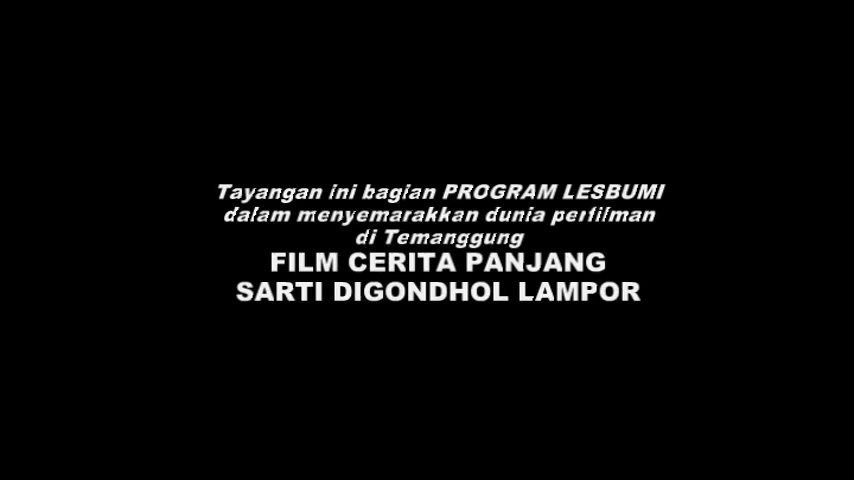 Tayangan ini bagian PROGRAM LESBUMI
dalam menyemarakkan dunia perfilman
di Temanggung
FILM CERITA PANJANG
SARTI DIGONDHOL LAMPOR